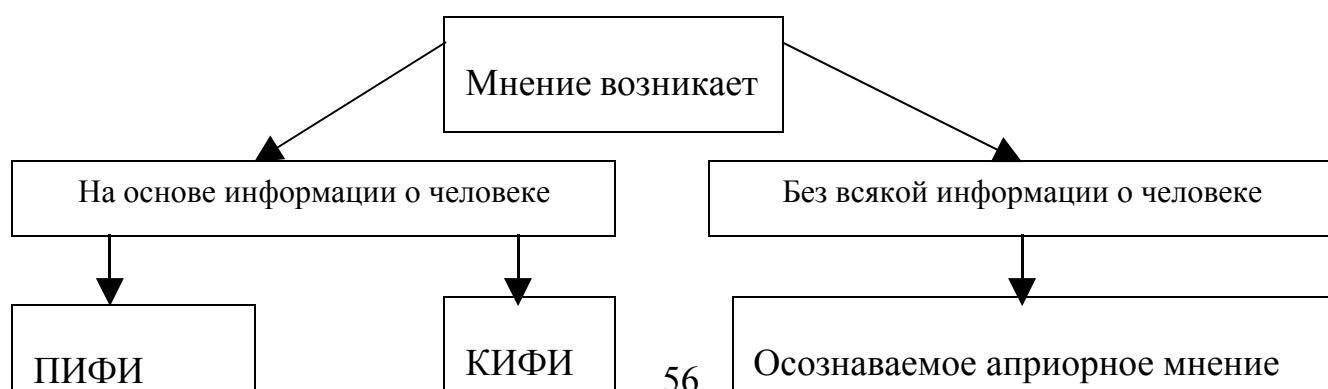 Мнение возникает
На основе информации о человеке
Без всякой информации о человеке
ПИФИ
КИФИ
56
Осознаваемое априорное мнение